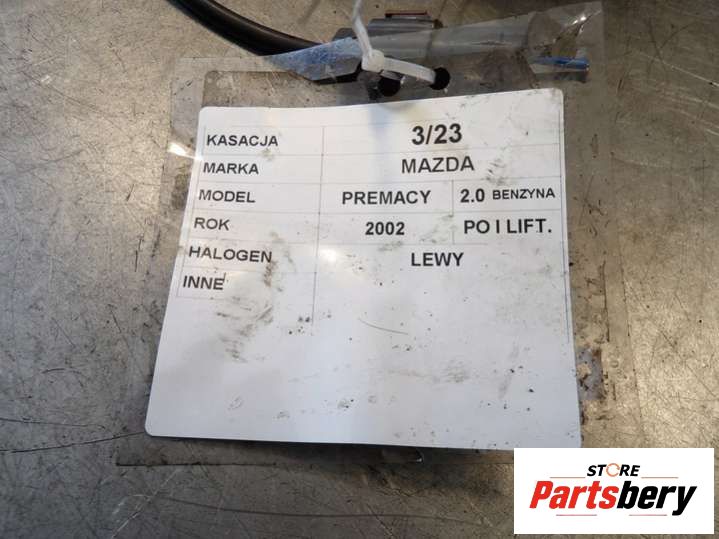 KASACJA 3/23
MARKA MAZDA
MODEL PREMACY 2.0 BENZYNA
ROK 2002 PO I LIFT.
HALOGEN LEWY
INNE
STORE
Partsbery